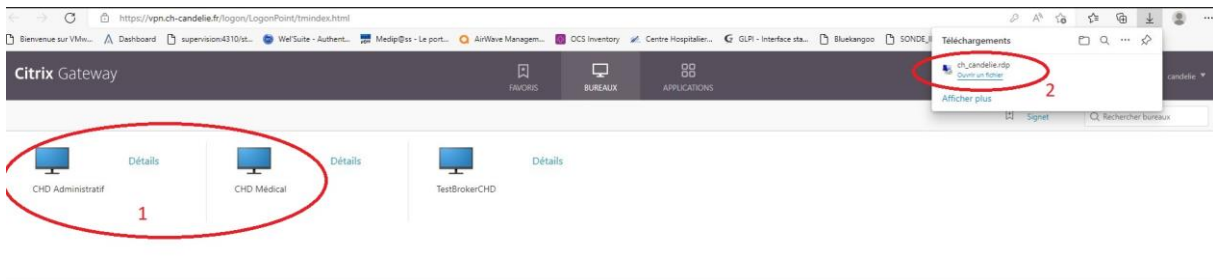 https://vpn.ch-candelie.fr/logon/LogonPoint/tmindex.html
Bienvenue sur VMw... Dashboard supervision:4310/st... Wel'Suite - Authent... Medip@ss - Le port... AirWave Managem... OCS Inventory Centre Hospitalier... GLPI - Interface sta... Bluekangoo SONDE_I
Téléchargements
ch_candelie.rdp
Ouvrir un fichier
2
Afficher plus
Citrix Gateway
FAVORIS
BUREAUX
APPLICATIONS
candelie
Signet
Rechercher bureaux
Détails
CHD Administratif
Détails
CHD Médical
Détails
TestBrokerCHD
1